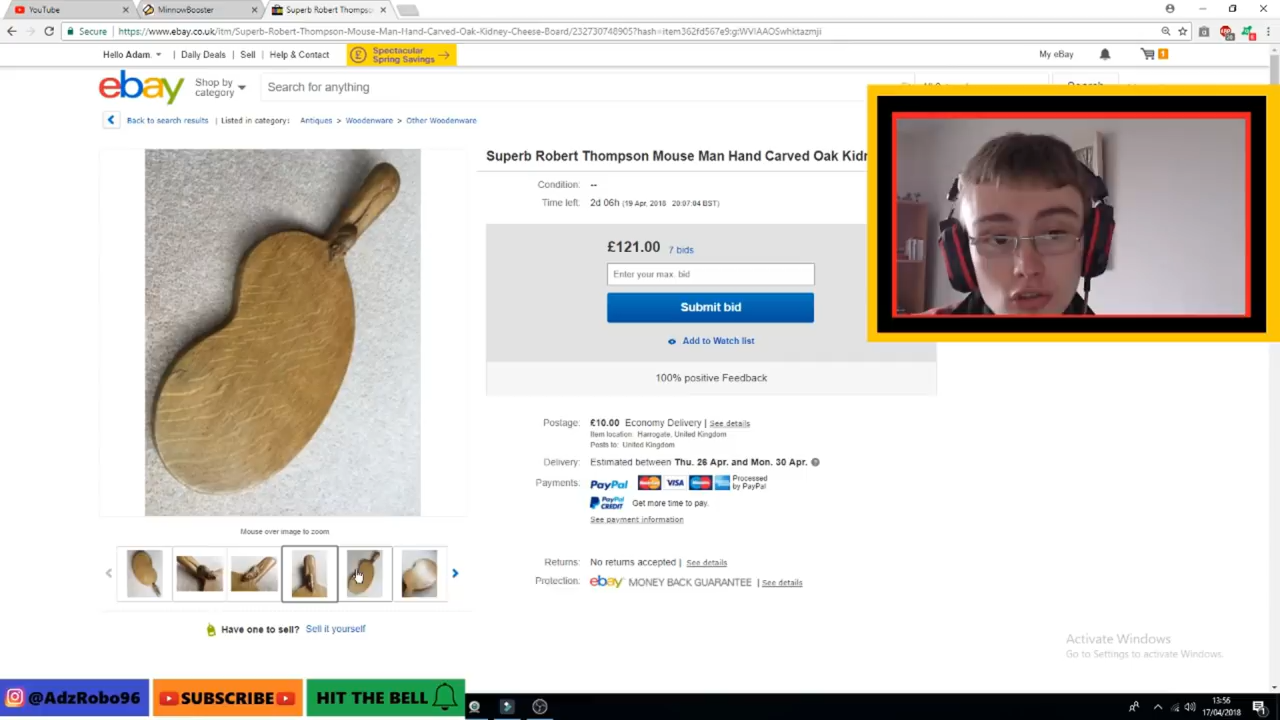 YouTube
MinnowBooster
Superb Robert Thompson
Secure
https://www.ebay.co.uk/itm/Superb-Robert-Thompson-Mouse-Man-Hand-Carved-Oak-Kidney-Cheese-Board/
Hello Adam.
Daily Deals
Sell
Help & Contact
Spectacular
Spring Savings
My eBay
1
ebay
Shop by
category
Search for anything
Back to search results
Listed in category:
Antiques > Woodenware > Other Woodenware
Superb Robert Thompson Mouse Man Hand Carved Oak
Condition: --
Time left: 2d 06h (19 Apr, 2018 20:07:04 BST)
£121.00 7 bids
Enter your max. bid
Submit bid
Add to Watch list
100% positive Feedback
Postage: £10.00 Economy Delivery | See details
Item location: Harrogate, United Kingdom
Posts to: United Kingdom
Delivery: Estimated between Thu. 26 Apr. and Mon. 30 Apr.
Payments: PayPal VISA Processed
by PayPal
PayPal CREDIT Get more time to pay.
See payment information
Returns: No returns accepted | See details
Protection: ebay MONEY BACK GUARANTEE | See details
Mouse over image to zoom
Have one to sell? Sell it yourself
Activate Windows
Go to Settings to activate Windows.
@AdzRobo96
SUBSCRIBE
HIT THE BELL
13:56
17/04/2018